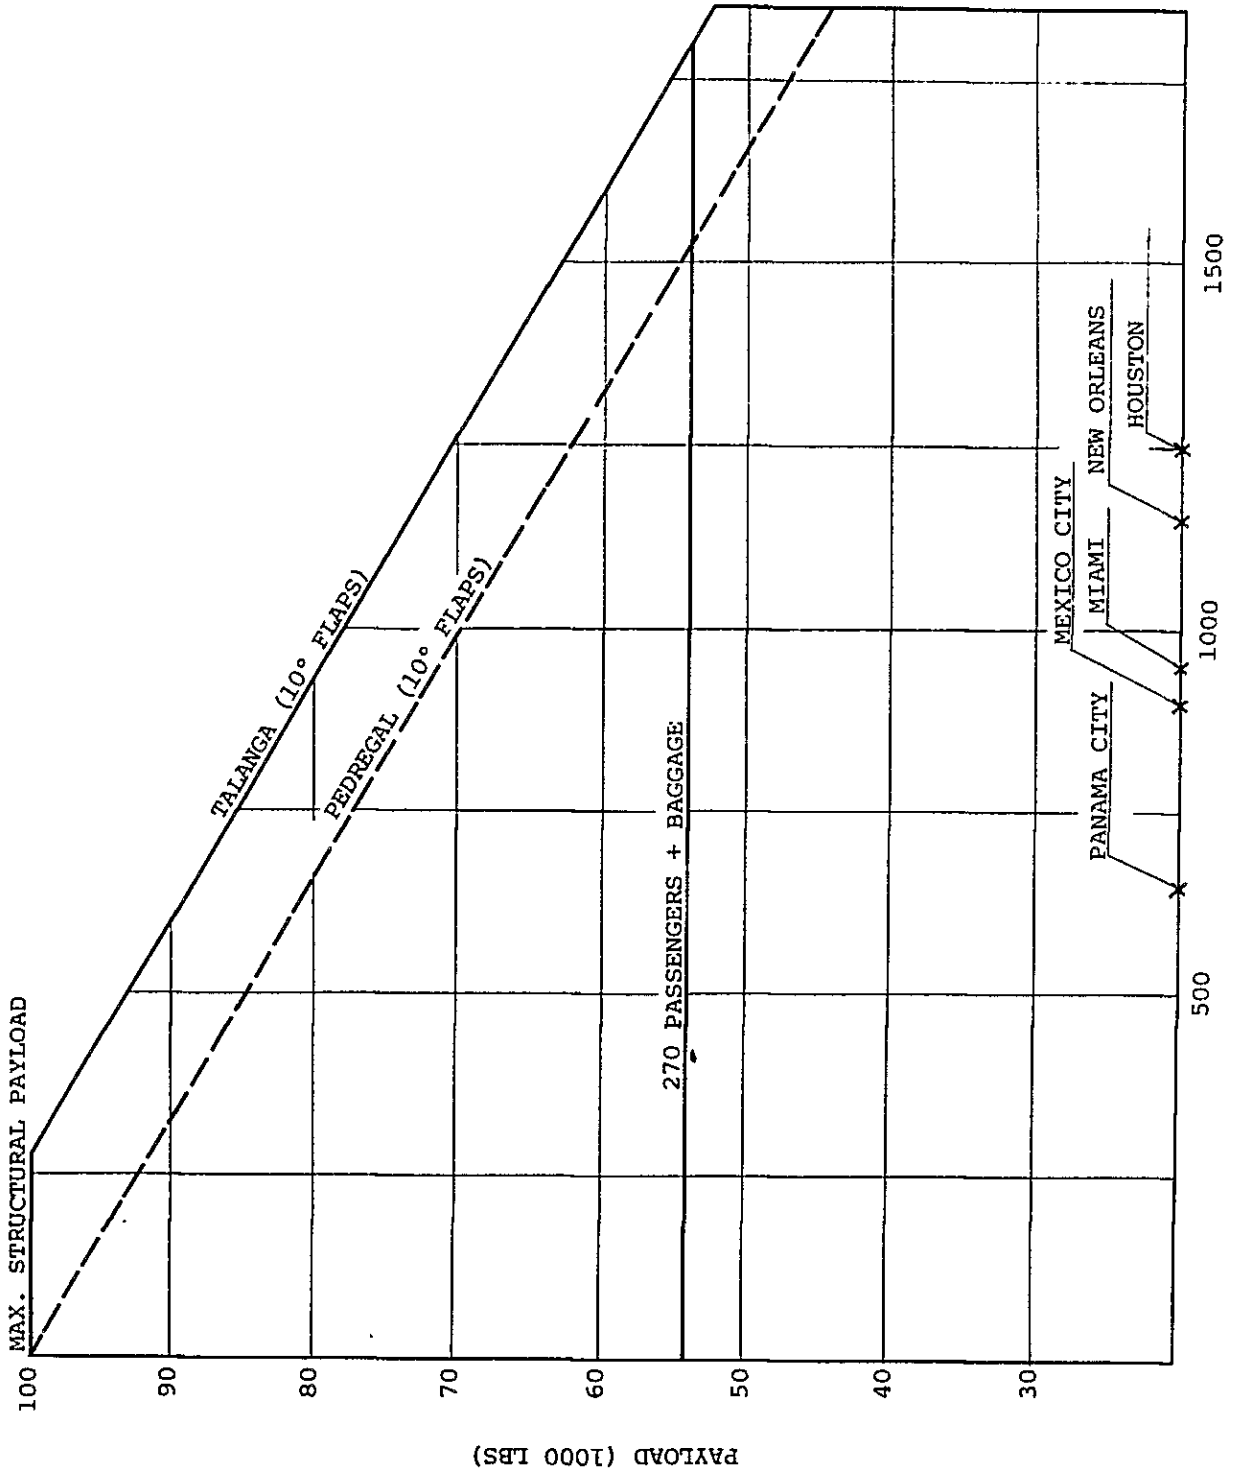 MAX. STRUCTURAL PAYLOAD
TALANGA (10° FLAPS)
PEDREGAL (10° FLAPS)
270 PASSENGERS + BAGGAGE
PAYLOAD (1000 LBS)
100
90
80
70
60
50
40
30
PANAMA CITY
MEXICO CITY
MIAMI
NEW ORLEANS
HOUSTON
500
1000
1500